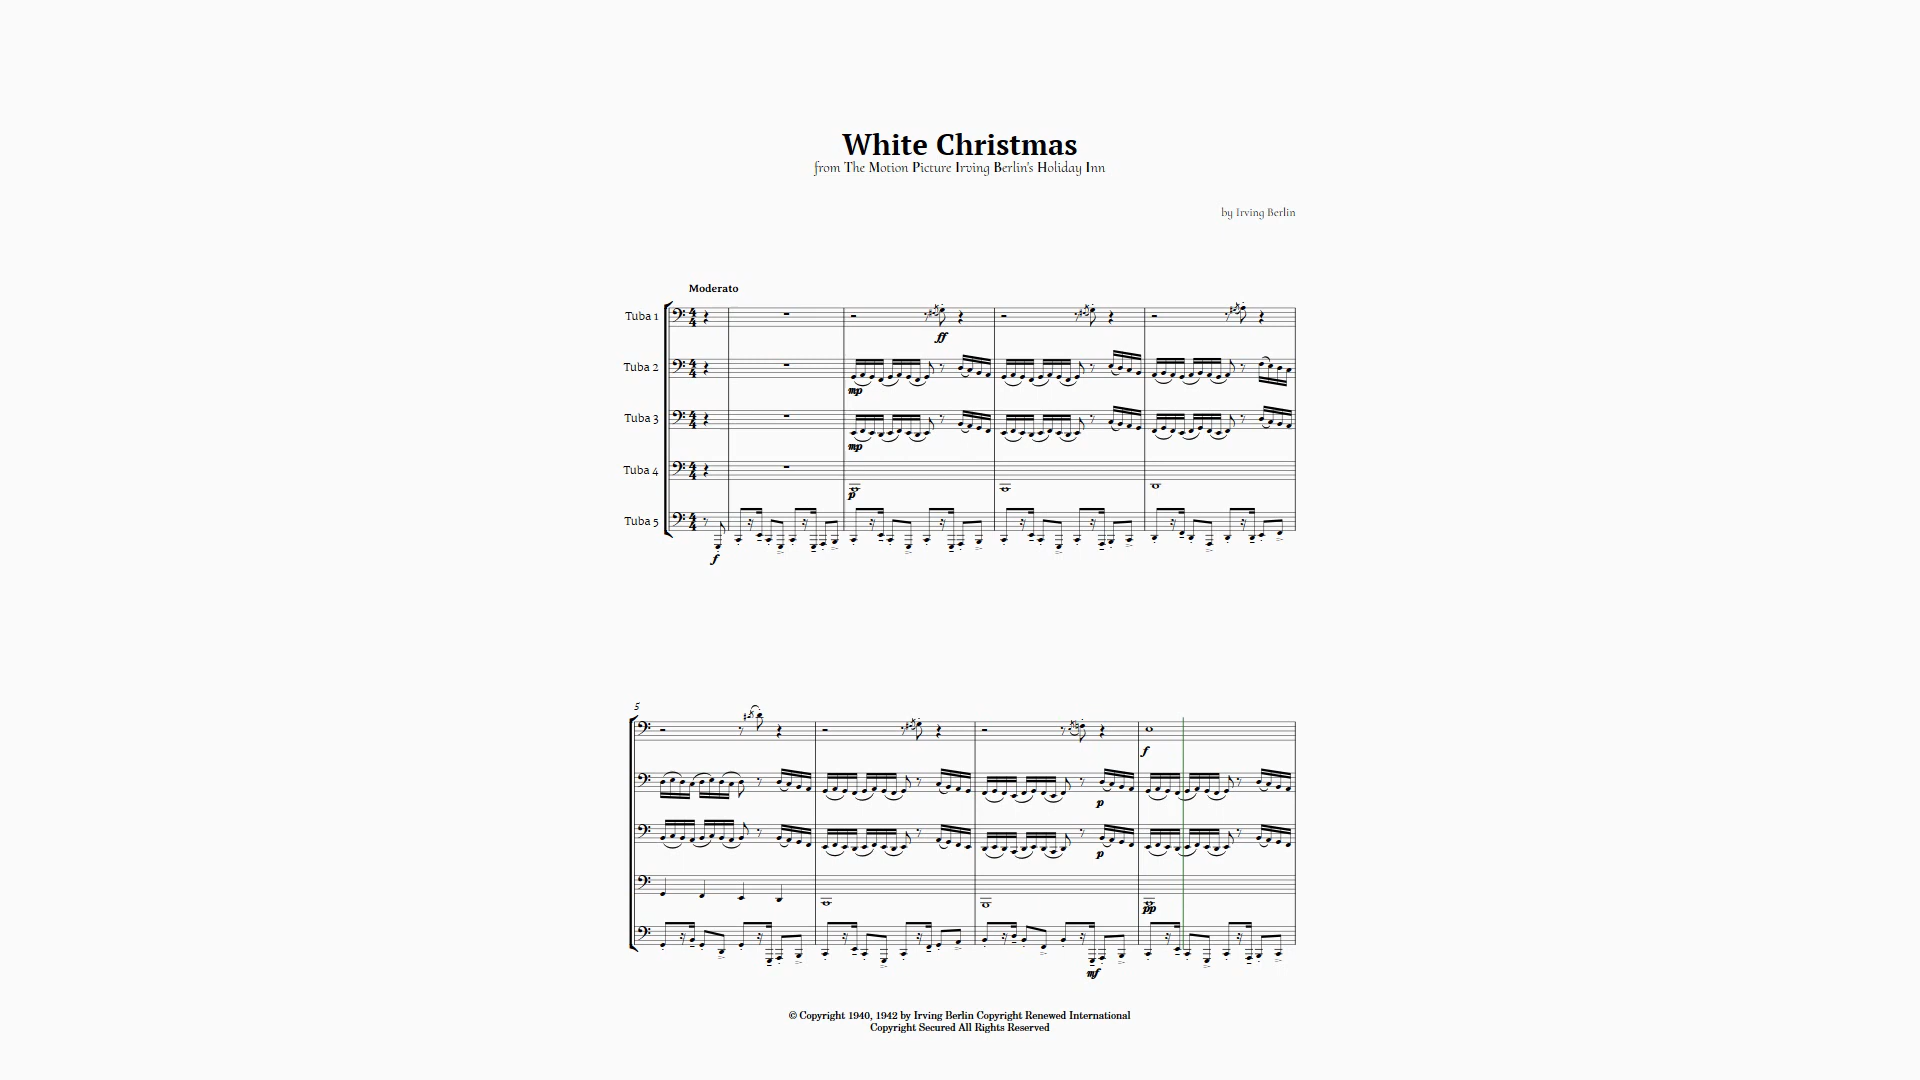 White Christmas
from The Motion Picture Irving Berlin's Holiday Inn
by Irving Berlin
Moderato
Tuba 1
ff
Tuba 2
mp
Tuba 3
mp
Tuba 4
p
Tuba 5
f
5
f
p
p
pp
mf
© Copyright 1940, 1942 by Irving Berlin Copyright Renewed International
Copyright Secured All Rights Reserved